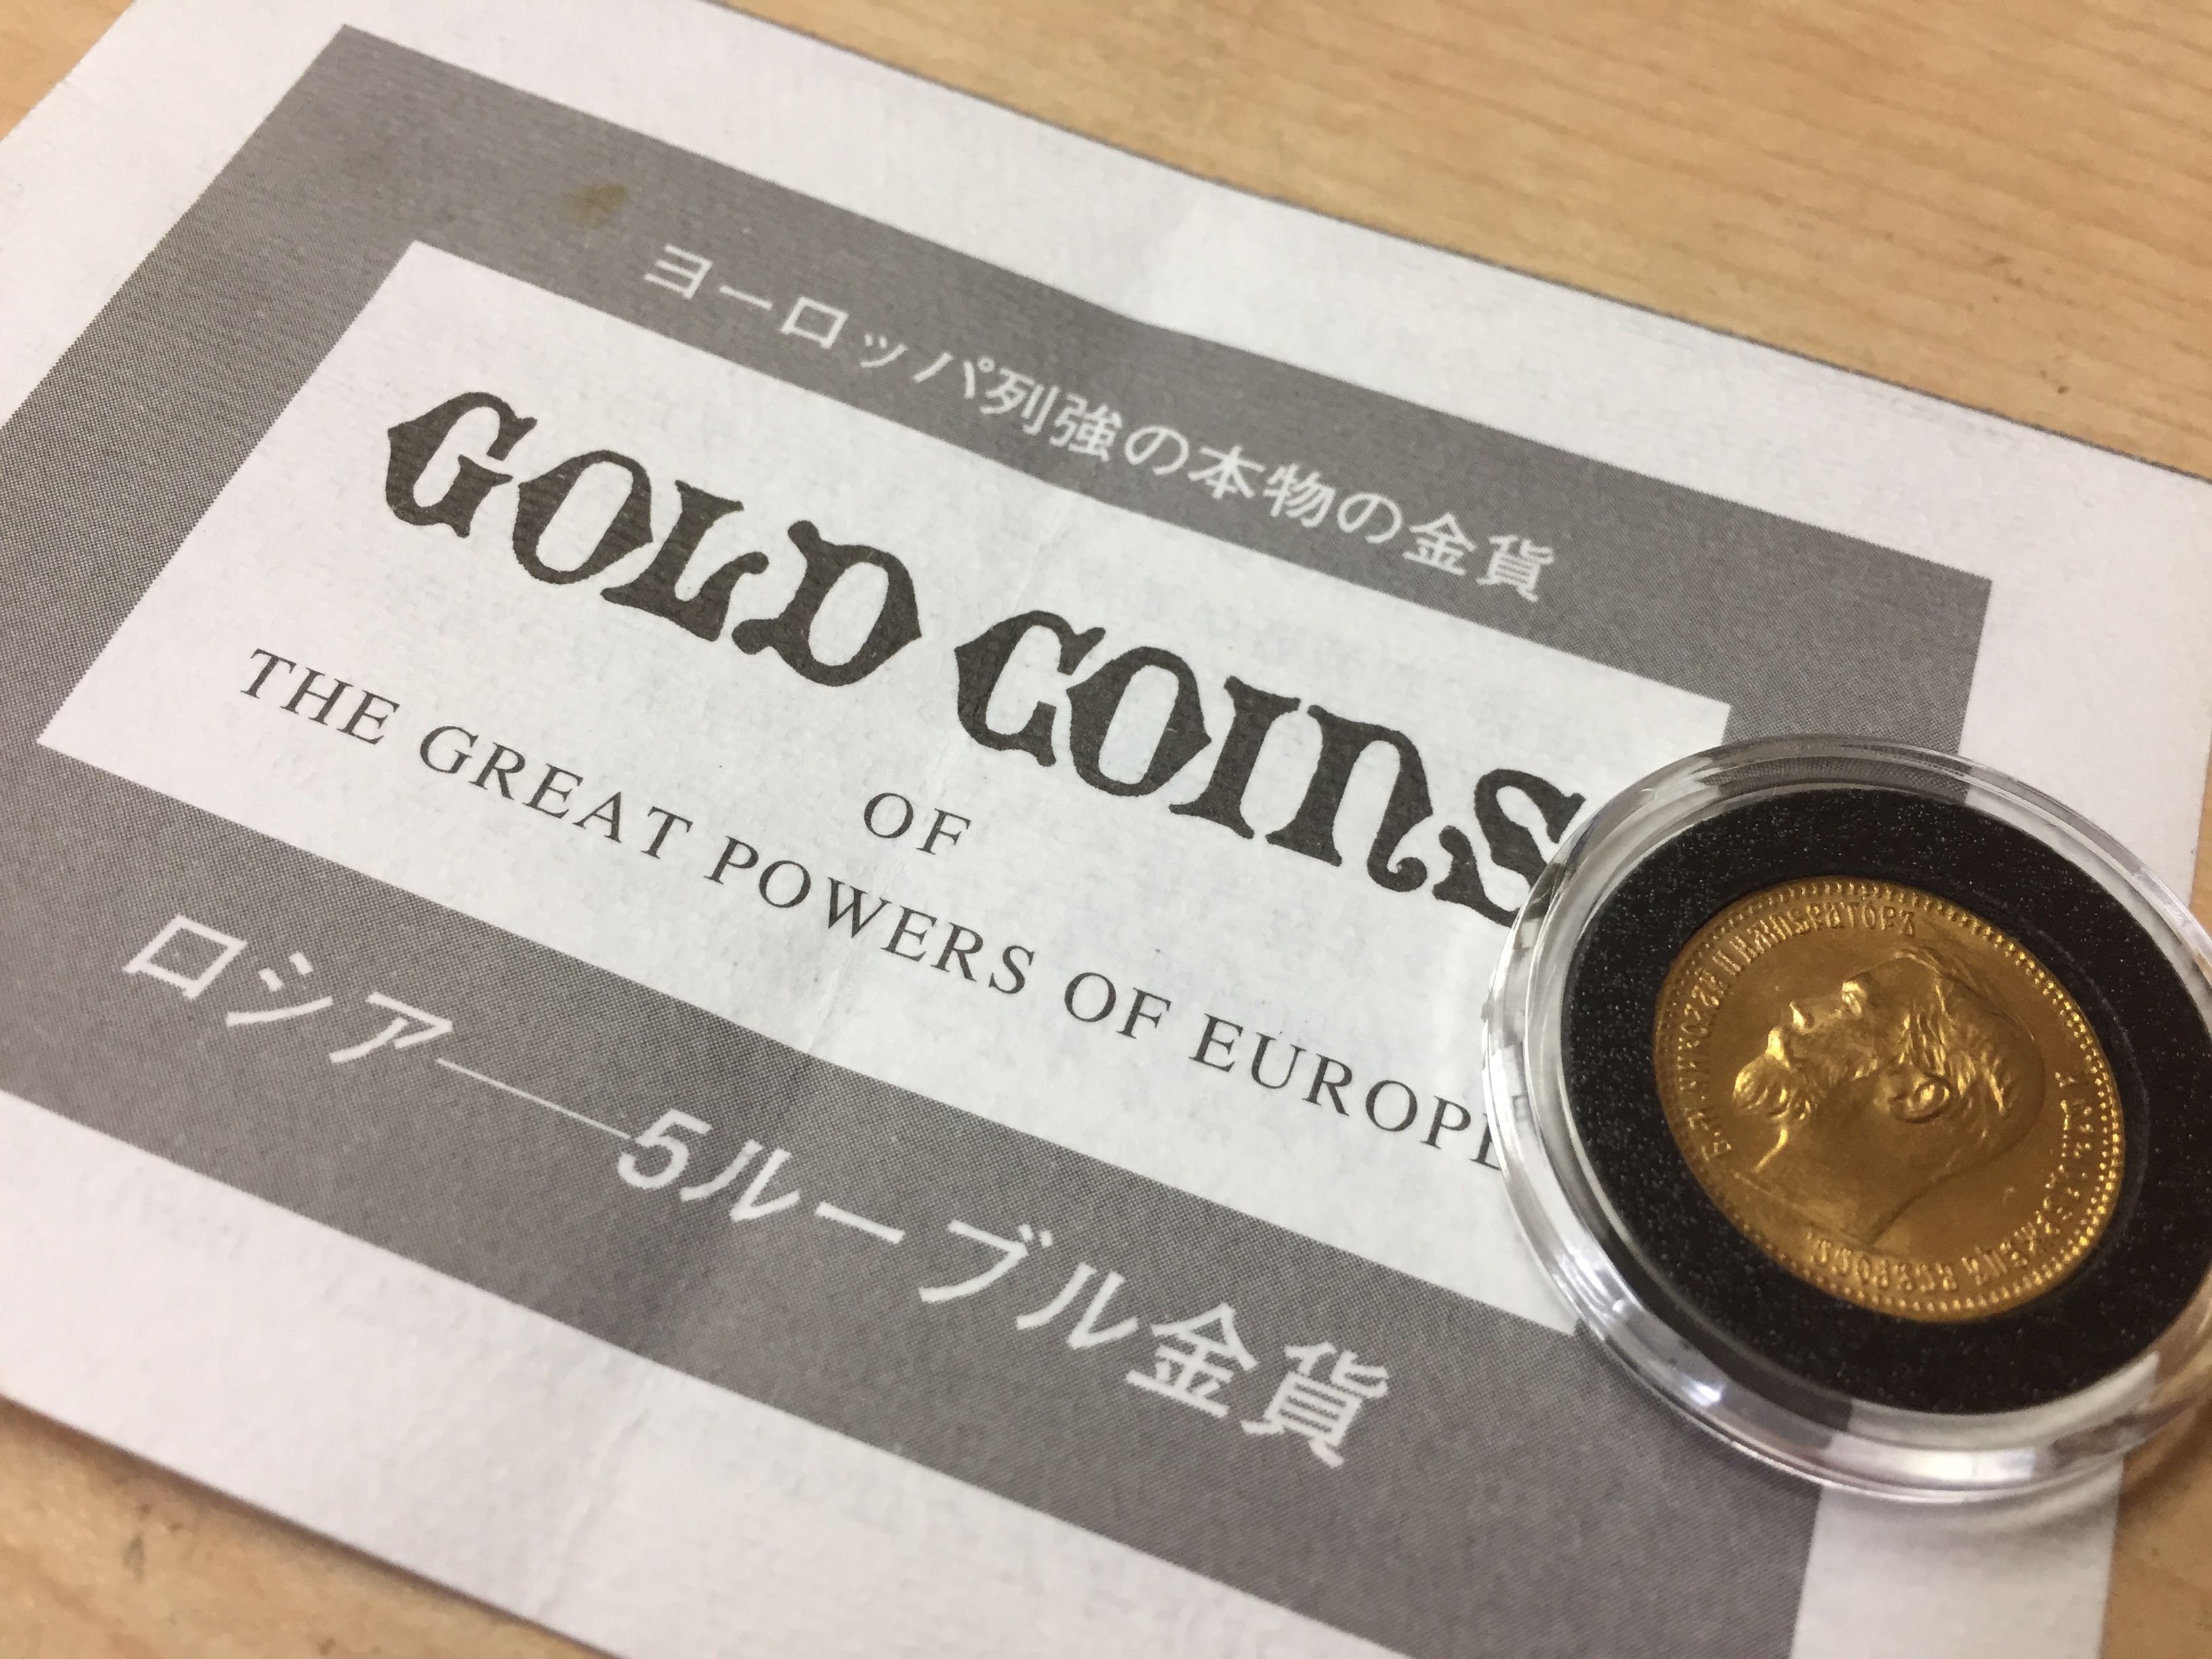 ヨーロッパ列強の本物の金貨
GOLD COINS
OF
THE GREAT POWERS OF EUROPE
ロシア——5ルーブル金貨